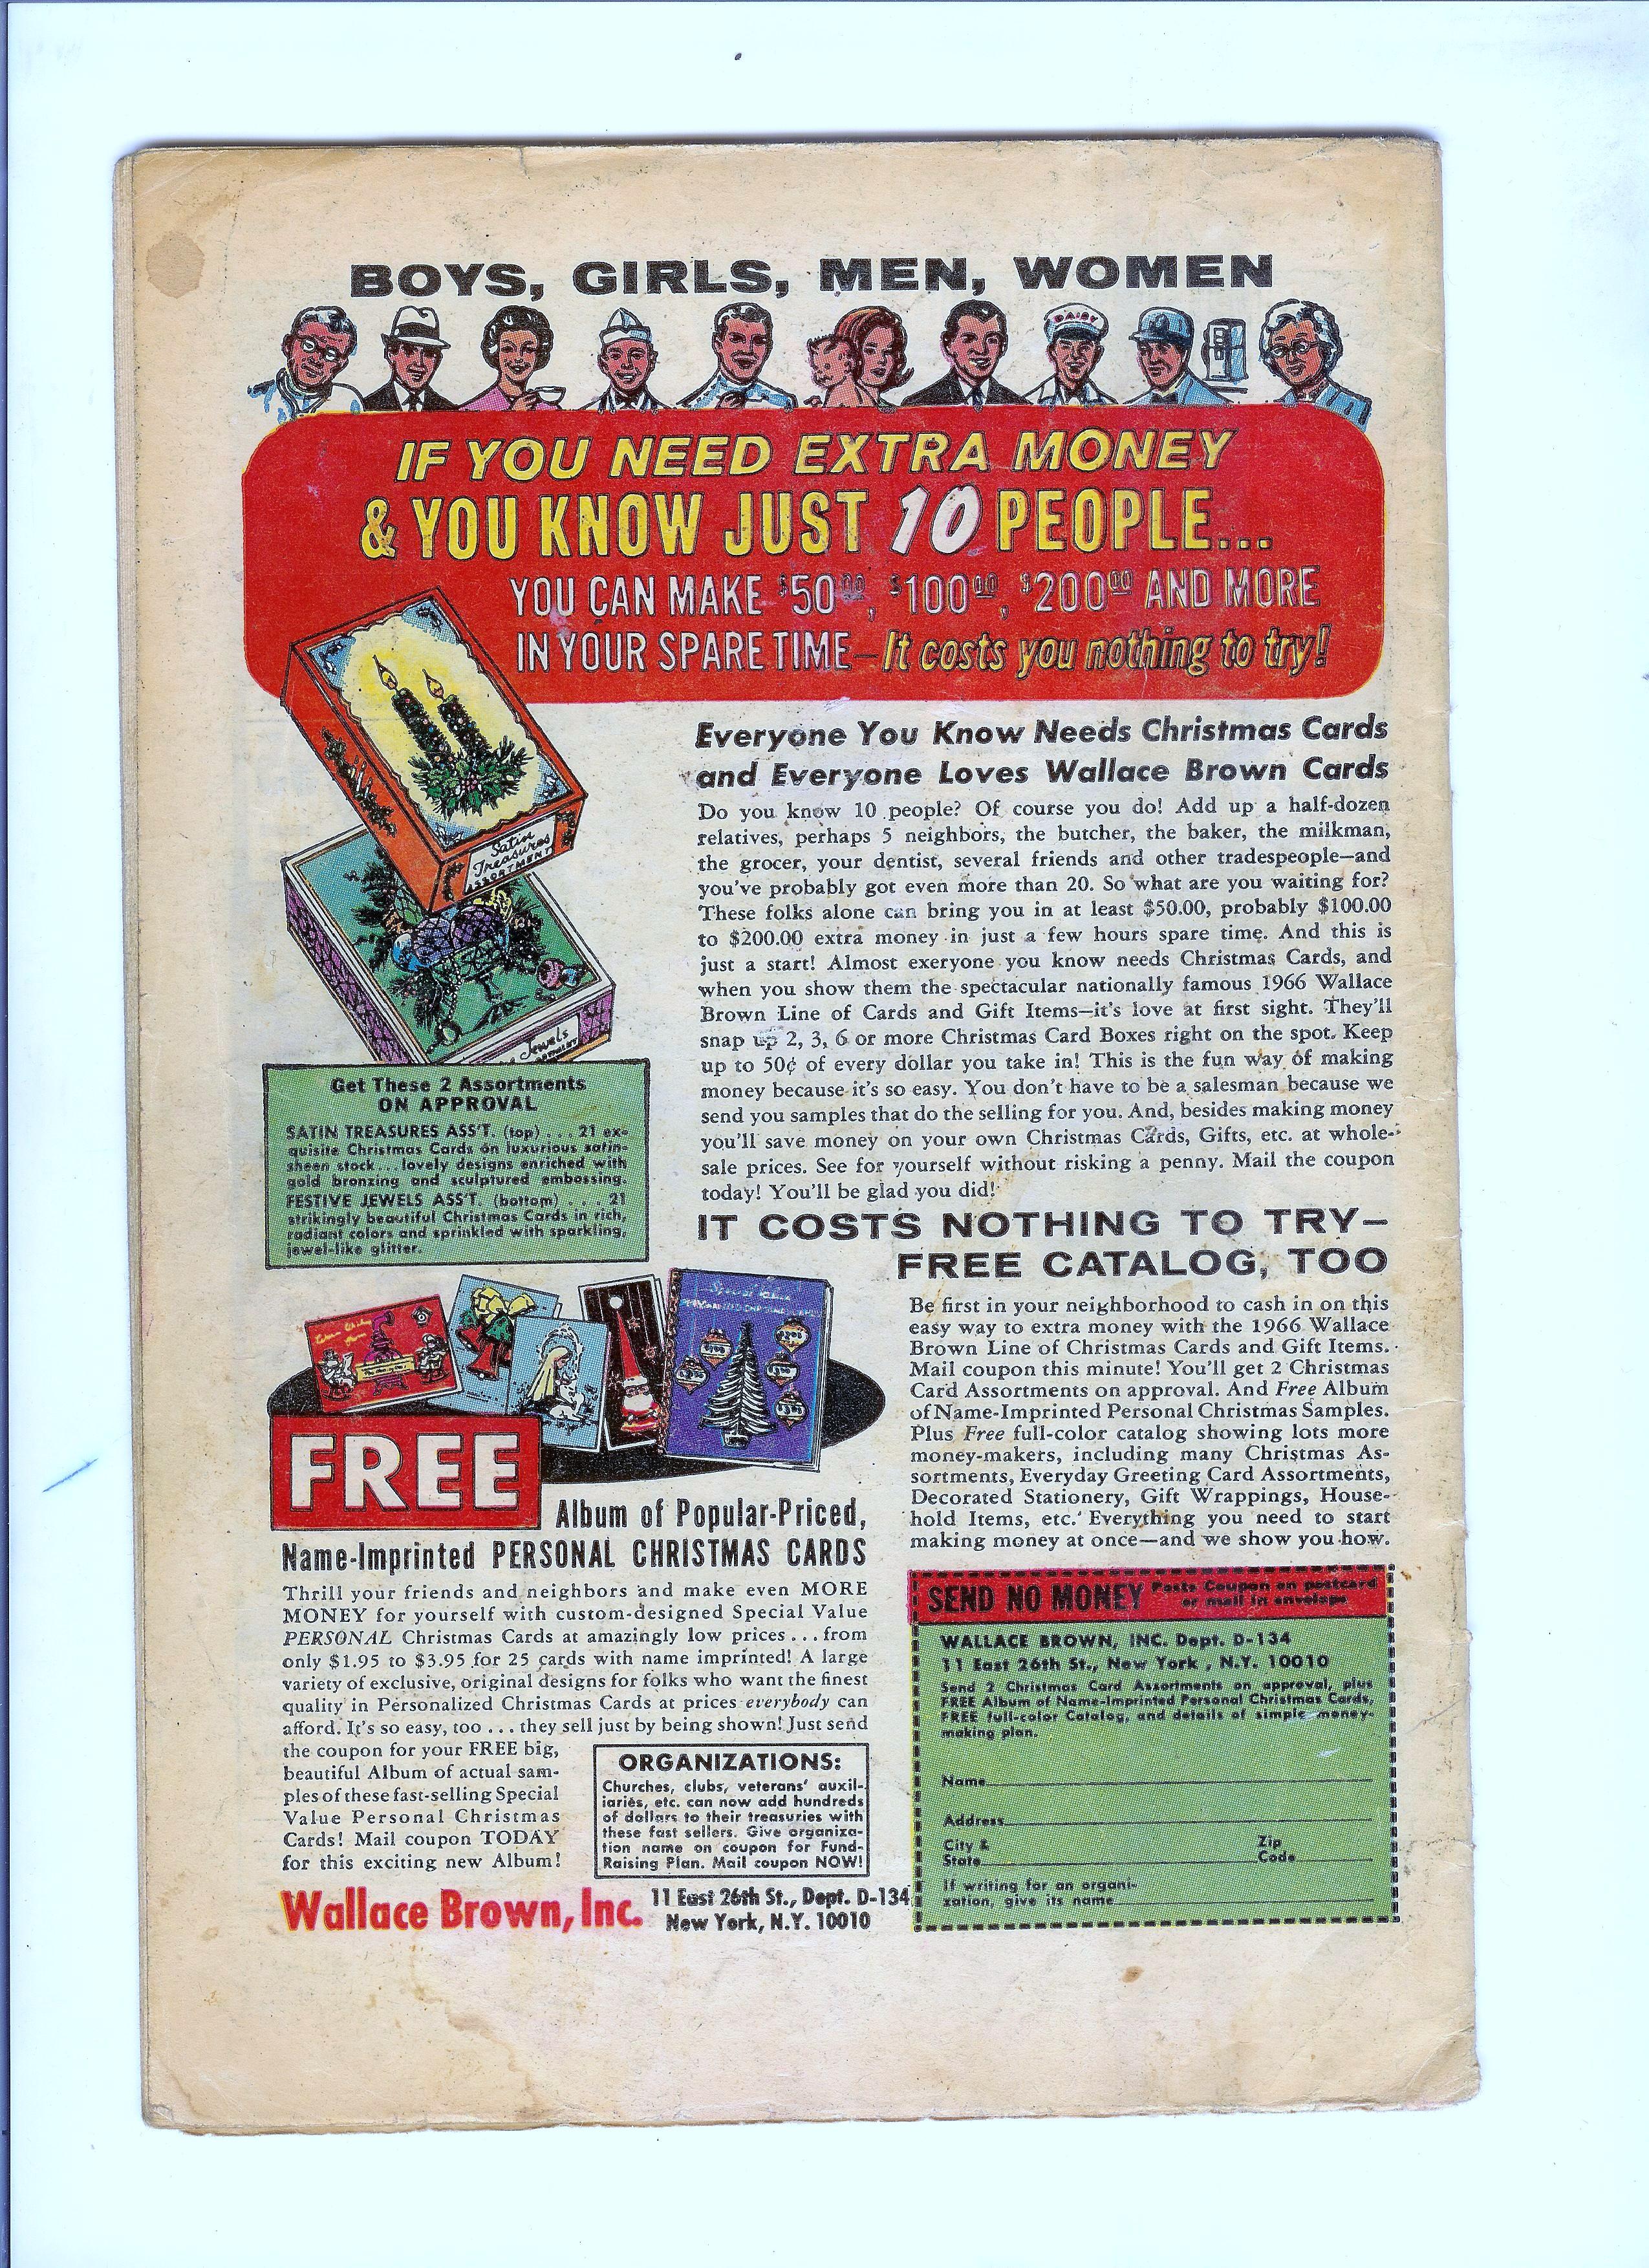 BOYS, GIRLS, MEN, WOMEN
DAIRY
IF YOU NEED EXTRA MONEY
& YOU KNOW JUST 10 PEOPLE...
YOU CAN MAKE $50.00, $100.00, $200.00 AND MORE
IN YOUR SPARE TIME—It costs you nothing to try!
Satin
Treasures
ASSORTMENT
Jewels
Get These 2 Assortments
ON APPROVAL
SATIN TREASURES ASS'T. (top) . . . 21 ex-
quisite Christmas Cards on luxurious satin-
sheen stock...lovely designs enriched with
gold bronzing and sculptured embossing.
FESTIVE JEWELS ASS'T. (bottom) . . . 21
strikingly beautiful Christmas Cards in rich,
radiant colors and sprinkled with sparkling,
jewel-like glitter.
Everyone You Know Needs Christmas Cards
and Everyone Loves Wallace Brown Cards
Do you know 10 people? Of course you do! Add up a half-dozen
relatives, perhaps 5 neighbors, the butcher, the baker, the milkman,
the grocer, your dentist, several friends and other tradespeople—and
you've probably got even more than 20. So what are you waiting for?
These folks alone can bring you in at least $50.00, probably $100.00
to $200.00 extra money in just a few hours spare time. And this is
just a start! Almost exeryone you know needs Christmas Cards, and
when you show them the spectacular nationally famous 1966 Wallace
Brown Line of Cards and Gift Items—it's love at first sight. They'll
snap up 2, 3, 6 or more Christmas Card Boxes right on the spot. Keep
up to 50¢ of every dollar you take in! This is the fun way of making
money because it's so easy. You don't have to be a salesman because we
send you samples that do the selling for you. And, besides making money
you'll save money on your own Christmas Cards, Gifts, etc. at whole-
sale prices. See for yourself without risking a penny. Mail the coupon
today! You'll be glad you did!
IT COSTS NOTHING TO TRY—
FREE CATALOG, TOO
Be first in your neighborhood to cash in on this
easy way to extra money with the 1966 Wallace
Brown Line of Christmas Cards and Gift Items.
Mail coupon this minute! You'll get 2 Christmas
Card Assortments on approval. And Free Album
of Name-Imprinted Personal Christmas Samples.
Plus Free full-color catalog showing lots more
money-makers, including many Christmas As-
sortments, Everyday Greeting Card Assortments,
Decorated Stationery, Gift Wrappings, House-
hold Items, etc. Everything you need to start
making money at once—and we show you how.
FREE
Album of Popular-Priced,
Name-Imprinted PERSONAL CHRISTMAS CARDS
Thrill your friends and neighbors and make even MORE
MONEY for yourself with custom-designed Special Value
PERSONAL Christmas Cards at amazingly low prices . . . from
only $1.95 to $3.95 for 25 cards with name imprinted! A large
variety of exclusive, original designs for folks who want the finest
quality in Personalized Christmas Cards at prices everybody can
afford. It's so easy, too . . . they sell just by being shown! Just send
the coupon for your FREE big,
beautiful Album of actual sam-
ples of these fast-selling Special
Value Personal Christmas
Cards! Mail coupon TODAY
for this exciting new Album!
ORGANIZATIONS:
Churches, clubs, veterans' auxil-
iaries, etc. can now add hundreds
of dollars to their treasuries with
these fast sellers. Give organiza-
tion name on coupon for Fund-
Raising Plan. Mail coupon NOW!
Wallace Brown, Inc.
11 East 26th St., Dept. D-134
New York, N.Y. 10010
SEND NO MONEY Paste Coupon on postcard
or mail in envelope
WALLACE BROWN, INC. Dept. D-134
11 East 26th St., New York , N.Y. 10010
Send 2 Christmas Card Assortments on approval, plus
FREE Album of Name-Imprinted Personal Christmas Cards,
FREE full-color Catalog, and details of simple money-
making plan.
Name
Address
City & State Zip Code
If writing for an organi-
zation, give its name